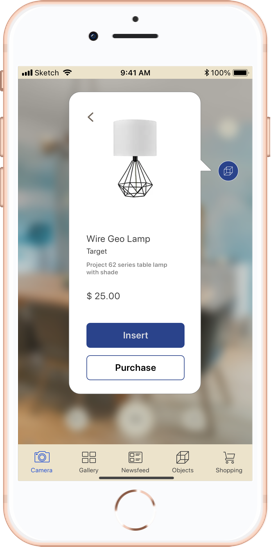 Sketch 9:41 AM 100%
Wire Geo Lamp
Target
Project 62 series table lamp
with shade
$ 25.00
Insert
Purchase
Camera Gallery Newsfeed Objects Shopping